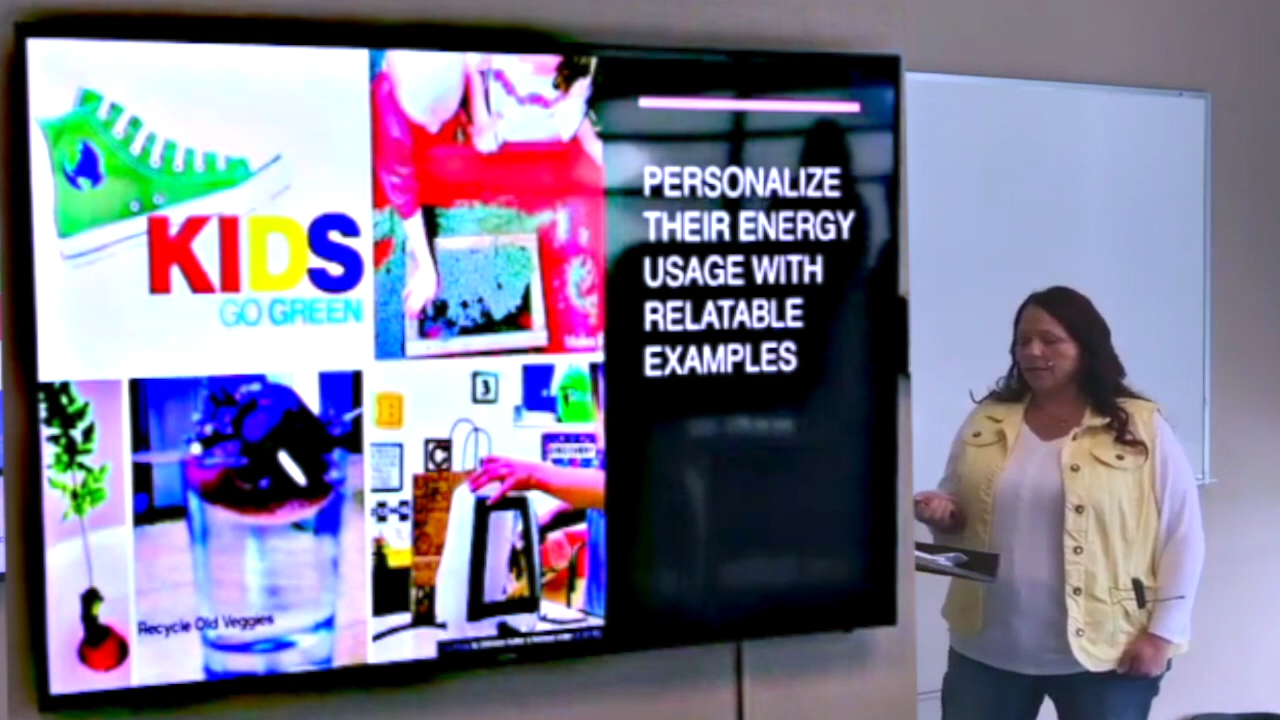 KIDS
GO GREEN
Recycle Old Veggies
PERSONALIZE
THEIR ENERGY
USAGE WITH
RELATABLE
EXAMPLES